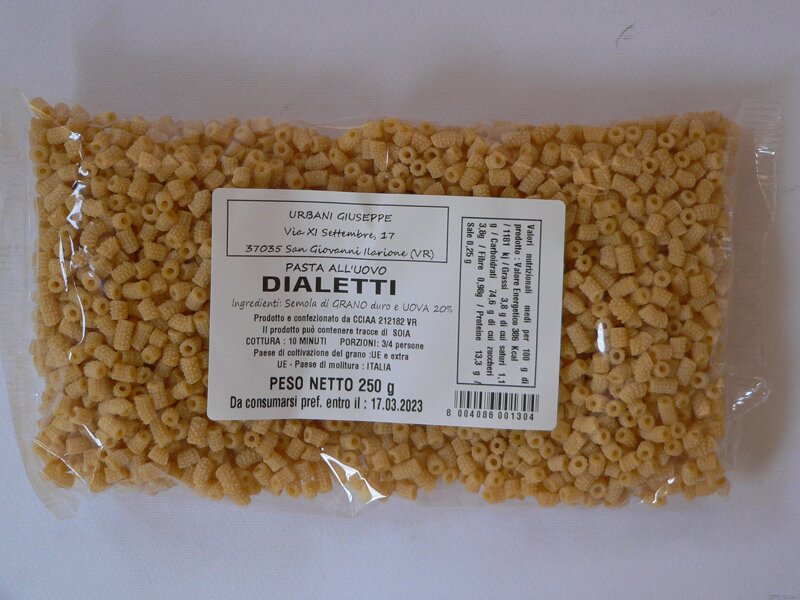 URBANI GIUSEPPE
Via XI Settembre, 17
37035 San Giovanni Ilarione (VR)
PASTA ALL'UOVO
DIALETTI
Ingredienti: Semola di GRANO duro e UOVA 20%
Prodotto e confezionato da CCIAA 212182 VR
Il prodotto può contenere tracce di SOIA
COTTURA : 10 MINUTI PORZIONI: 3/4 persone
Paese di coltivazione del grano :UE e extra
UE - Paese di molitura : ITALIA
PESO NETTO 250 g
Da consumarsi pref. entro il : 17.03.2023
Valori nutrizionali medi per 100 g di
prodotto : Valore Energetico 386 Kcal
/ 1181 kj / Grassi 3,8 g di cui saturi 1,1
g / Carboidrati 74,6 g di cui zuccheri
3,8g / Fibre 0,98g / Proteine 13,3 g /
Sale 0,25 g
8 004086 001304